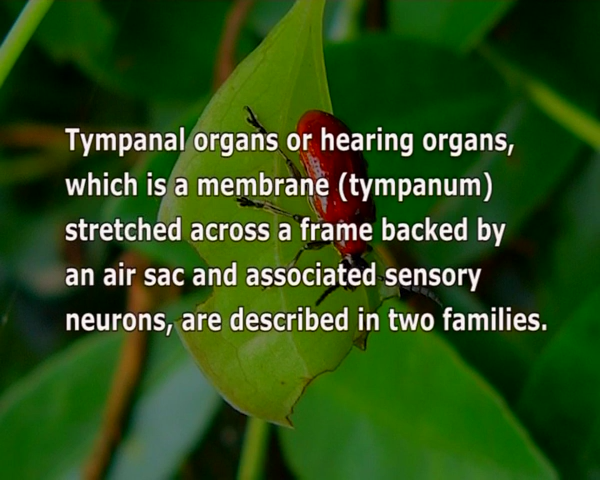 Tympanal organs or hearing organs,
which is a membrane (tympanum)
stretched across a frame backed by
an air sac and associated sensory
neurons, are described in two families.